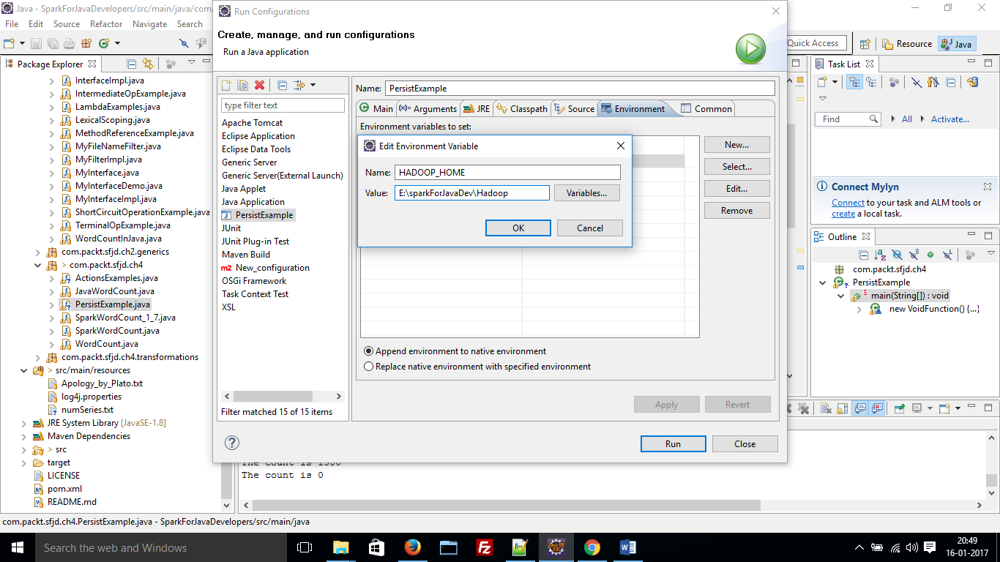 Java - SparkForJavaDevelopers/src/main/java/com/
File Edit Source Refactor Navigate Search
Quick Access
Resource
Java
Package Explorer
InterfaceImpl.java
IntermediateOpExample.java
LambdaExamples.java
LexicalScoping.java
MethodReferenceExample.java
MyFileNameFilter.java
MyFilterImpl.java
MyInterface.java
MyInterfaceDemo.java
MyInterfaceImpl.java
ShortCircuitOperationExample.java
TerminalOpExample.java
WordCountInJava.java
com.packt.sfjd.ch2.generics
> com.packt.sfjd.ch4
ActionsExamples.java
JavaWordCount.java
PersistExample.java
SparkWordCount_1_7.java
SparkWordCount.java
WordCount.java
com.packt.sfjd.ch4.transformations
> src/main/resources
Apology_by_Plato.txt
log4j.properties
numSeries.txt
JRE System Library [JavaSE-1.8]
Maven Dependencies
> src
target
LICENSE
pom.xml
README.md
Run Configurations
Create, manage, and run configurations
Run a Java application
type filter text
Apache Tomcat
Eclipse Application
Eclipse Data Tools
Generic Server
Generic Server(External Launch)
Java Applet
Java Application
PersistExample
JUnit
JUnit Plug-in Test
Maven Build
m2 New_configuration
OSGi Framework
Task Context Test
XSL
Filter matched 15 of 15 items
Name: PersistExample
Main
(x)= Arguments
JRE
Classpath
Source
Environment
Common
Environment variables to set:
Edit Environment Variable
Name: HADOOP_HOME
Value: E:\sparkForJavaDev\Hadoop
Variables...
OK
Cancel
New...
Select...
Edit...
Remove
Append environment to native environment
Replace native environment with specified environment
Apply
Revert
Run
Close
The count is 1500
The count is 0
Task List
Find
All
Activate...
Connect Mylyn
Connect to your task and ALM tools or
create a local task.
Outline
com.packt.sfjd.ch4
PersistExample
main(String[]) : void
new VoidFunction() {...}
com.packt.sfjd.ch4.PersistExample.java - SparkForJavaDevelopers/src/main/java
Search the web and Windows
20:49
16-01-2017